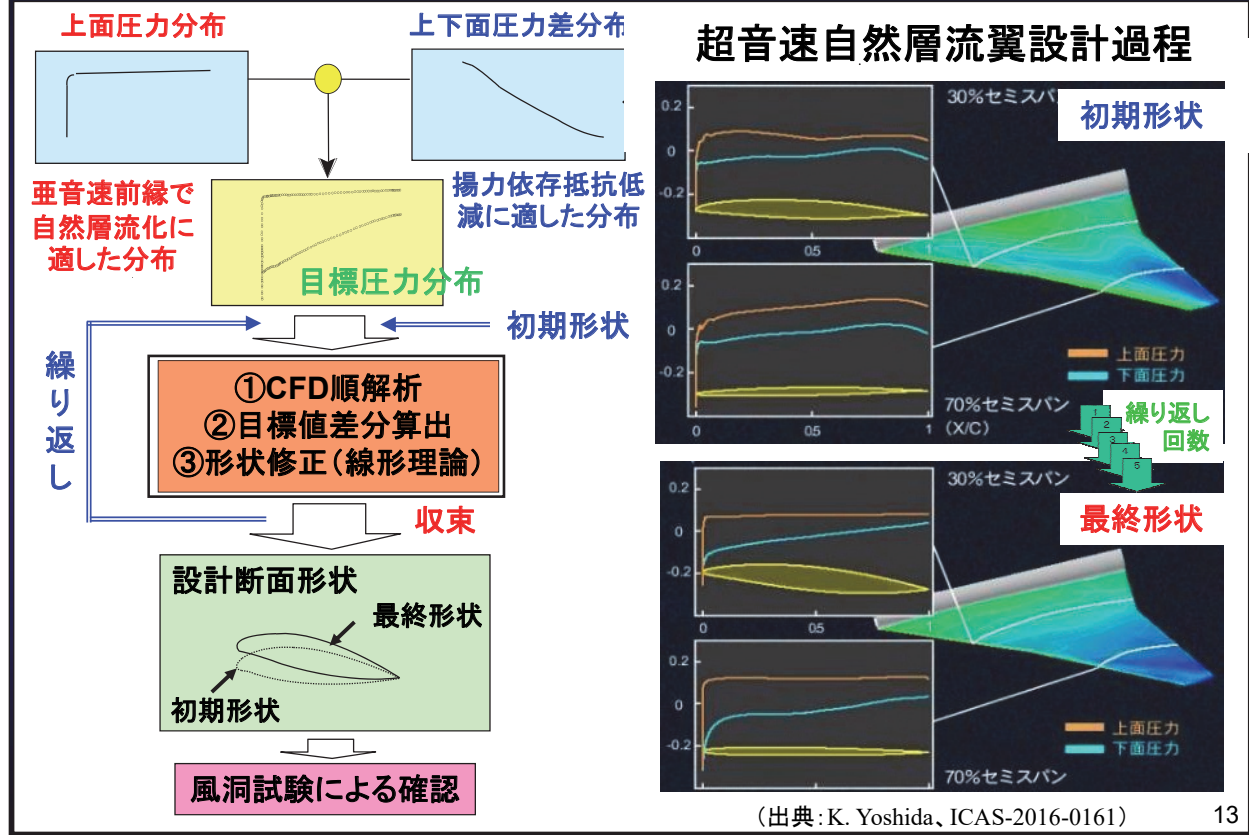 上面圧力分布
上下面圧力差分布
亜音速前縁で
自然層流化に
適した分布
揚力依存抵抗低
減に適した分布
目標圧力分布
初期形状
繰り返し
①CFD順解析
②目標値差分算出
③形状修正(線形理論)
収束
設計断面形状
最終形状
初期形状
風洞試験による確認
超音速自然層流翼設計過程
30%セミスパン
初期形状
0.2
0
-0.2
0
0.5
1
0.2
0
-0.2
0
0.5
1
上面圧力
下面圧力
70%セミスパン
(X/C)
1
2
3
4
5
繰り返し
回数
30%セミスパン
最終形状
0.2
0
-0.2
0
0.5
1
0.2
0
-0.2
上面圧力
下面圧力
70%セミスパン
(出典:K. Yoshida、ICAS-2016-0161)
13